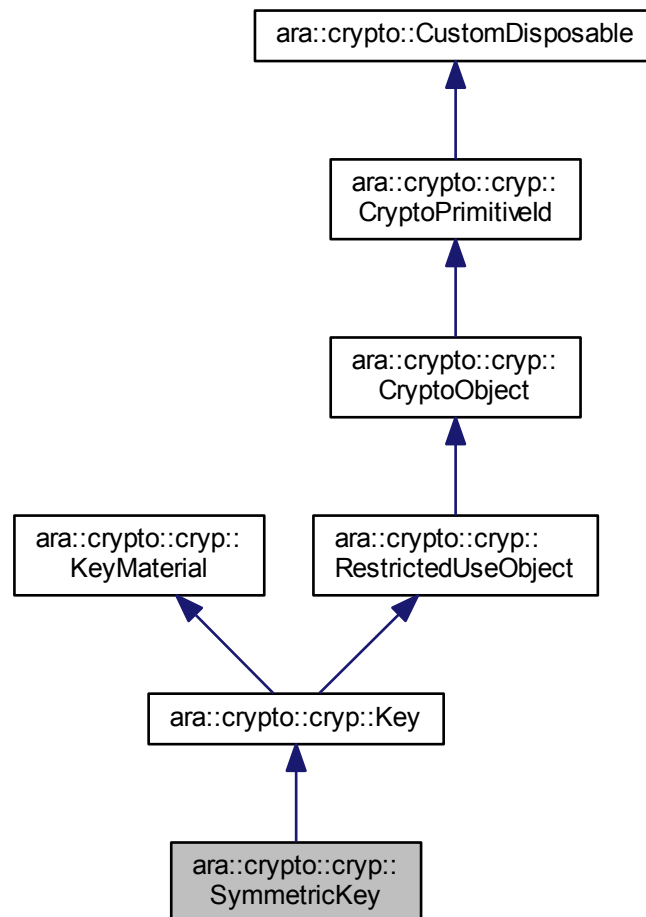 ara::crypto::CustomDisposable
ara::crypto::cryp::
CryptoPrimitiveId
ara::crypto::cryp::
CryptoObject
ara::crypto::cryp::
KeyMaterial
ara::crypto::cryp::
RestrictedUseObject
ara::crypto::cryp::Key
ara::crypto::cryp::
SymmetricKey